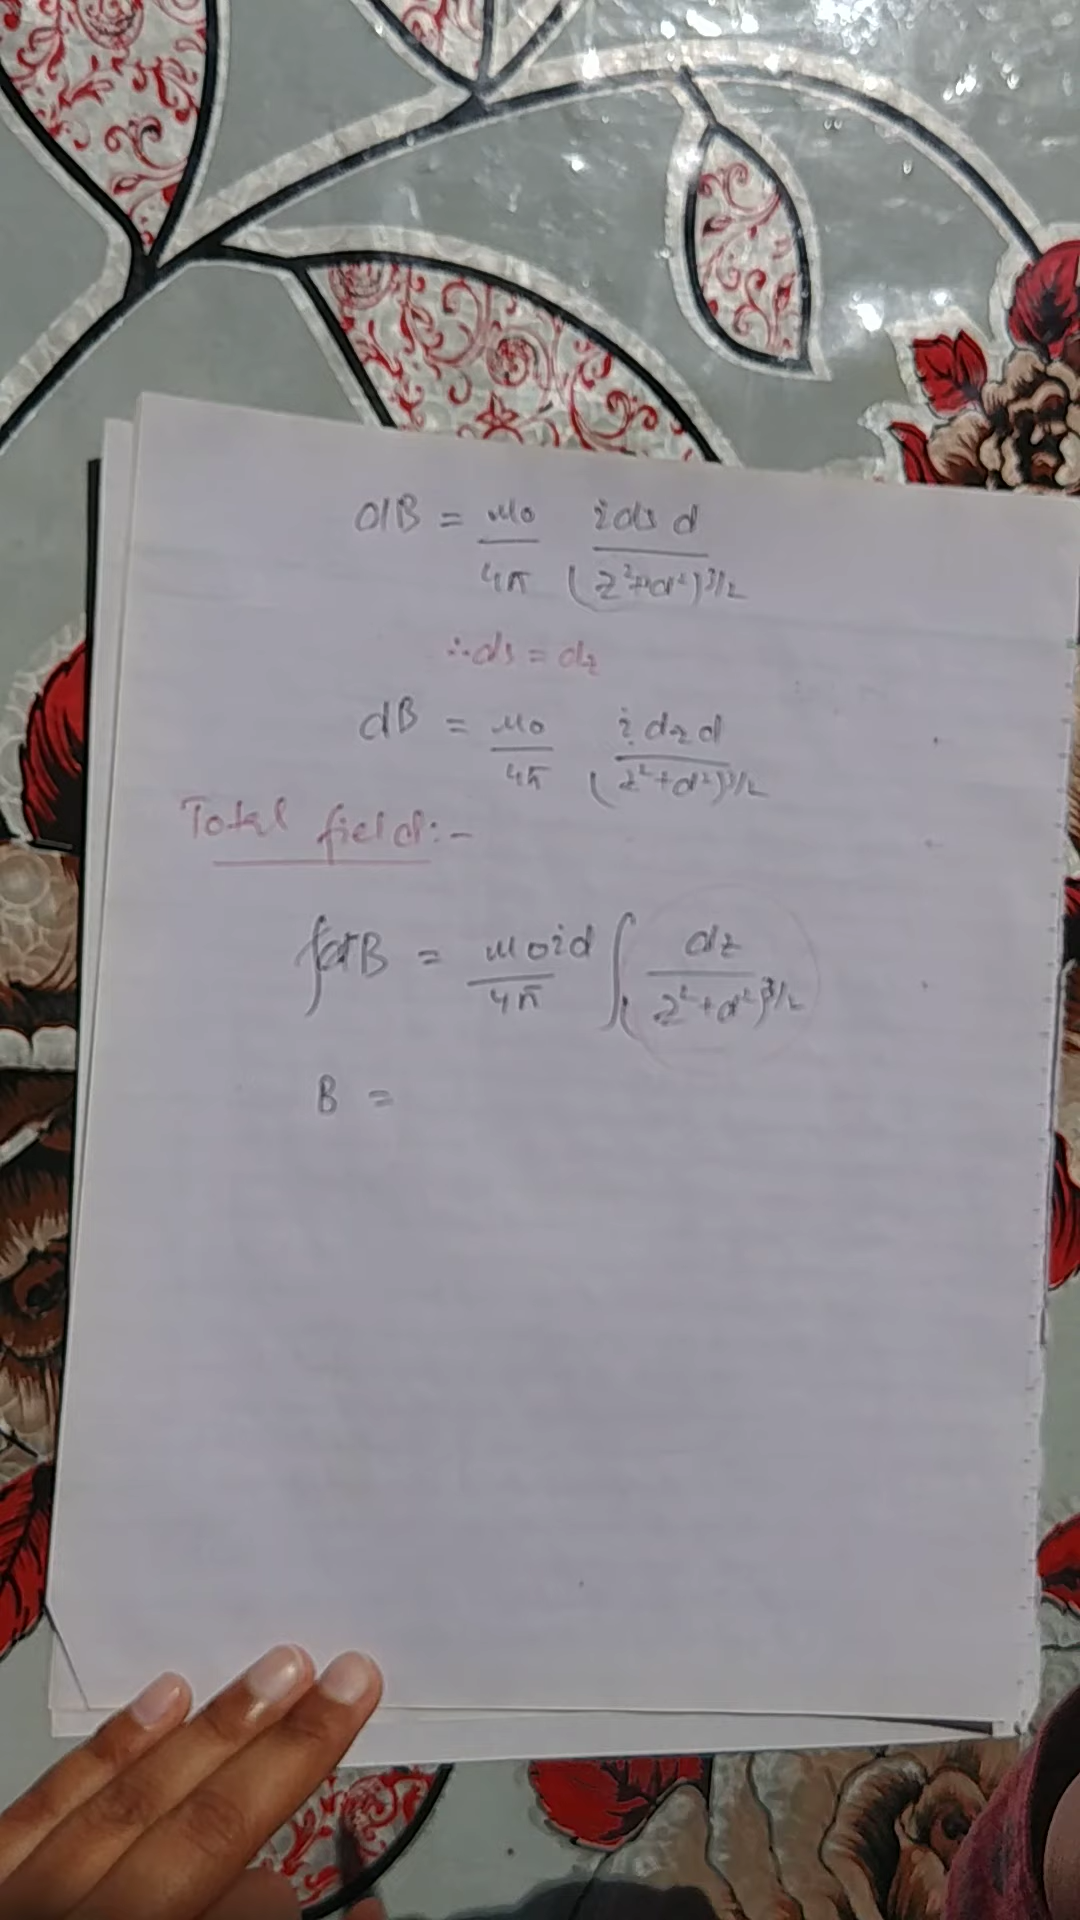 dB = μ0/4π i ds d/(z²+d²)^3/2
∴ds = dz
dB = μ0/4π i dz d/(z²+d²)^3/2
Total field:-
∫dB = μ0id/4π ∫ dz/(z²+d²)^3/2
B =